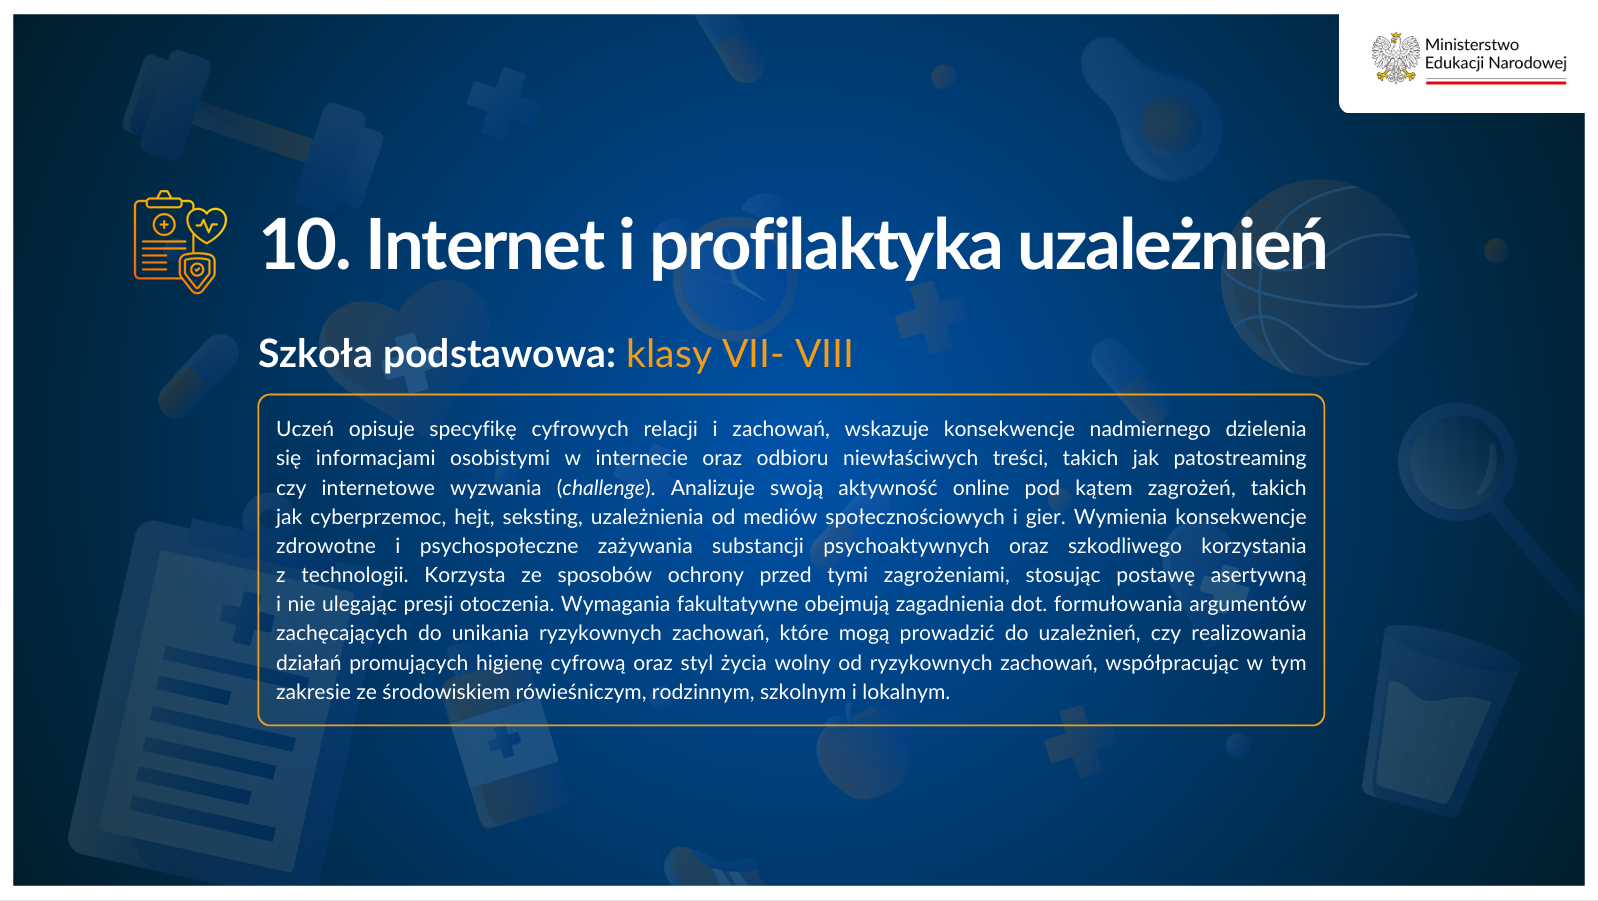 Ministerstwo
Edukacji Narodowej
10. Internet i profilaktyka uzależnień
Szkoła podstawowa: klasy VII- VIII
Uczeń opisuje specyfikę cyfrowych relacji i zachowań, wskazuje konsekwencje nadmiernego dzielenia
się informacjami osobistymi w internecie oraz odbioru niewłaściwych treści, takich jak patostreaming
czy internetowe wyzwania (challenge). Analizuje swoją aktywność online pod kątem zagrożeń, takich
jak cyberprzemoc, hejt, seksting, uzależnienia od mediów społecznościowych i gier. Wymienia konsekwencje
zdrowotne i psychospołeczne zażywania substancji psychoaktywnych oraz szkodliwego korzystania
z technologii. Korzysta ze sposobów ochrony przed tymi zagrożeniami, stosując postawę asertywną
i nie ulegając presji otoczenia. Wymagania fakultatywne obejmują zagadnienia dot. formułowania argumentów
zachęcających do unikania ryzykownych zachowań, które mogą prowadzić do uzależnień, czy realizowania
działań promujących higienę cyfrową oraz styl życia wolny od ryzykownych zachowań, współpracując w tym
zakresie ze środowiskiem rówieśniczym, rodzinnym, szkolnym i lokalnym.